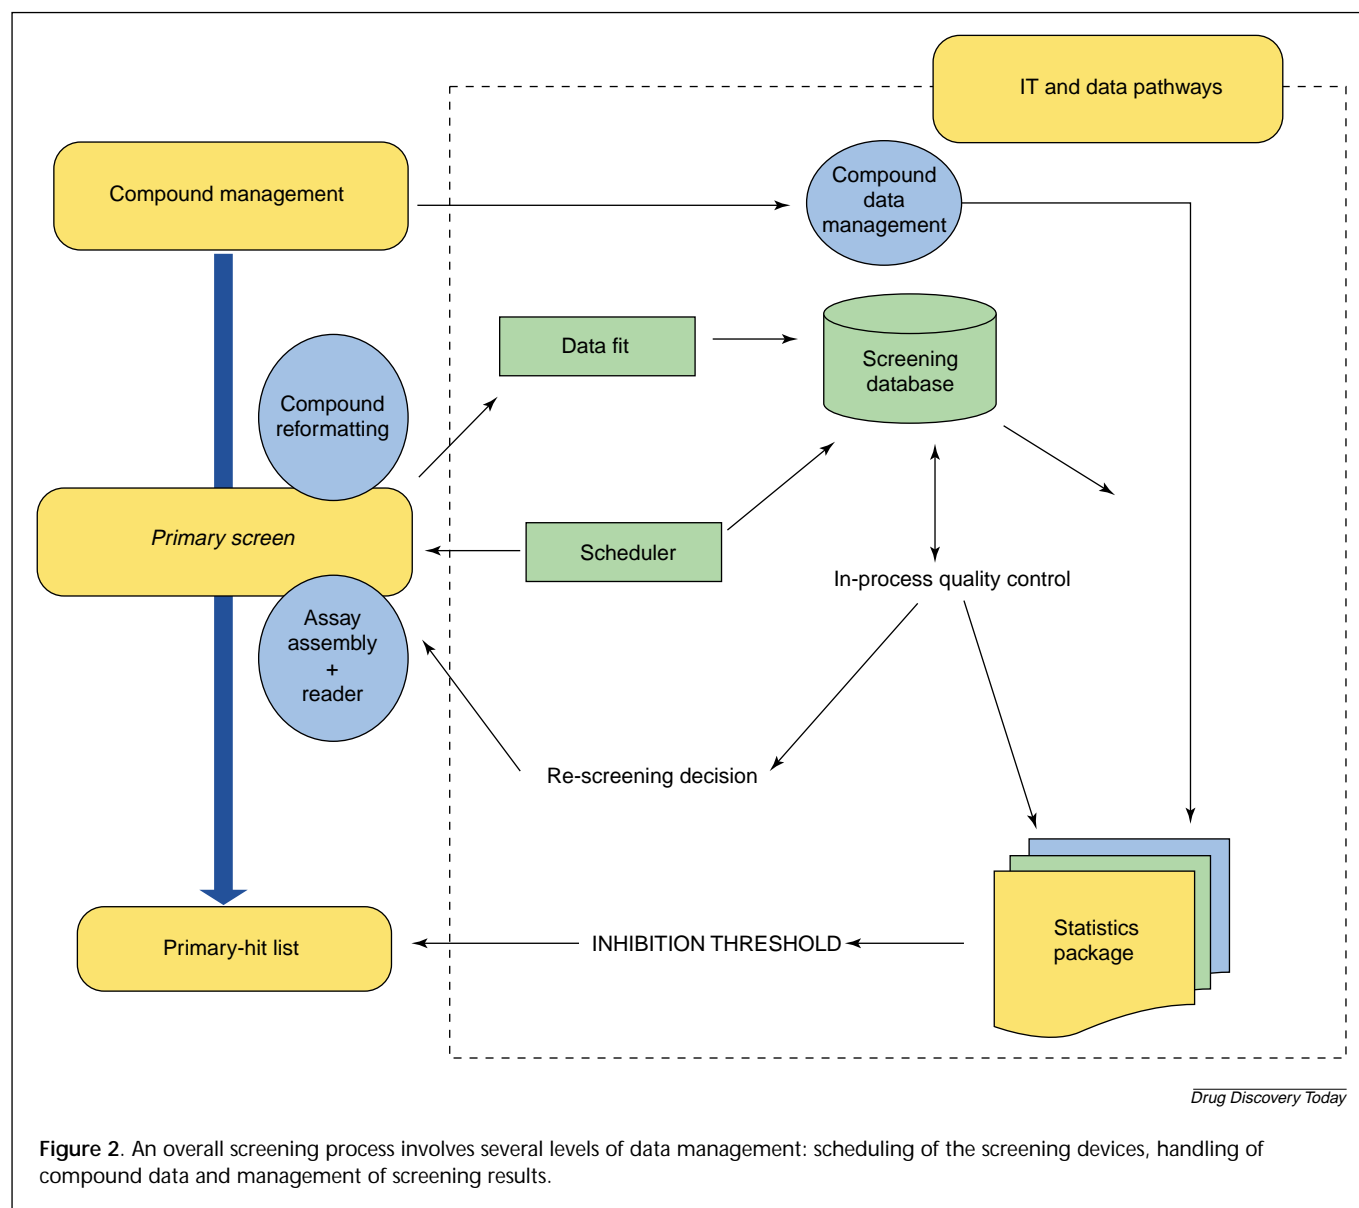 IT and data pathways
Compound management
Compound
data
management
Data fit
Screening
database
Compound
reformatting
Primary screen
Scheduler
In-process quality control
Assay
assembly
+
reader
Re-screening decision
Primary-hit list
INHIBITION THRESHOLD
Statistics
package
Drug Discovery Today
Figure 2. An overall screening process involves several levels of data management: scheduling of the screening devices, handling of
compound data and management of screening results.